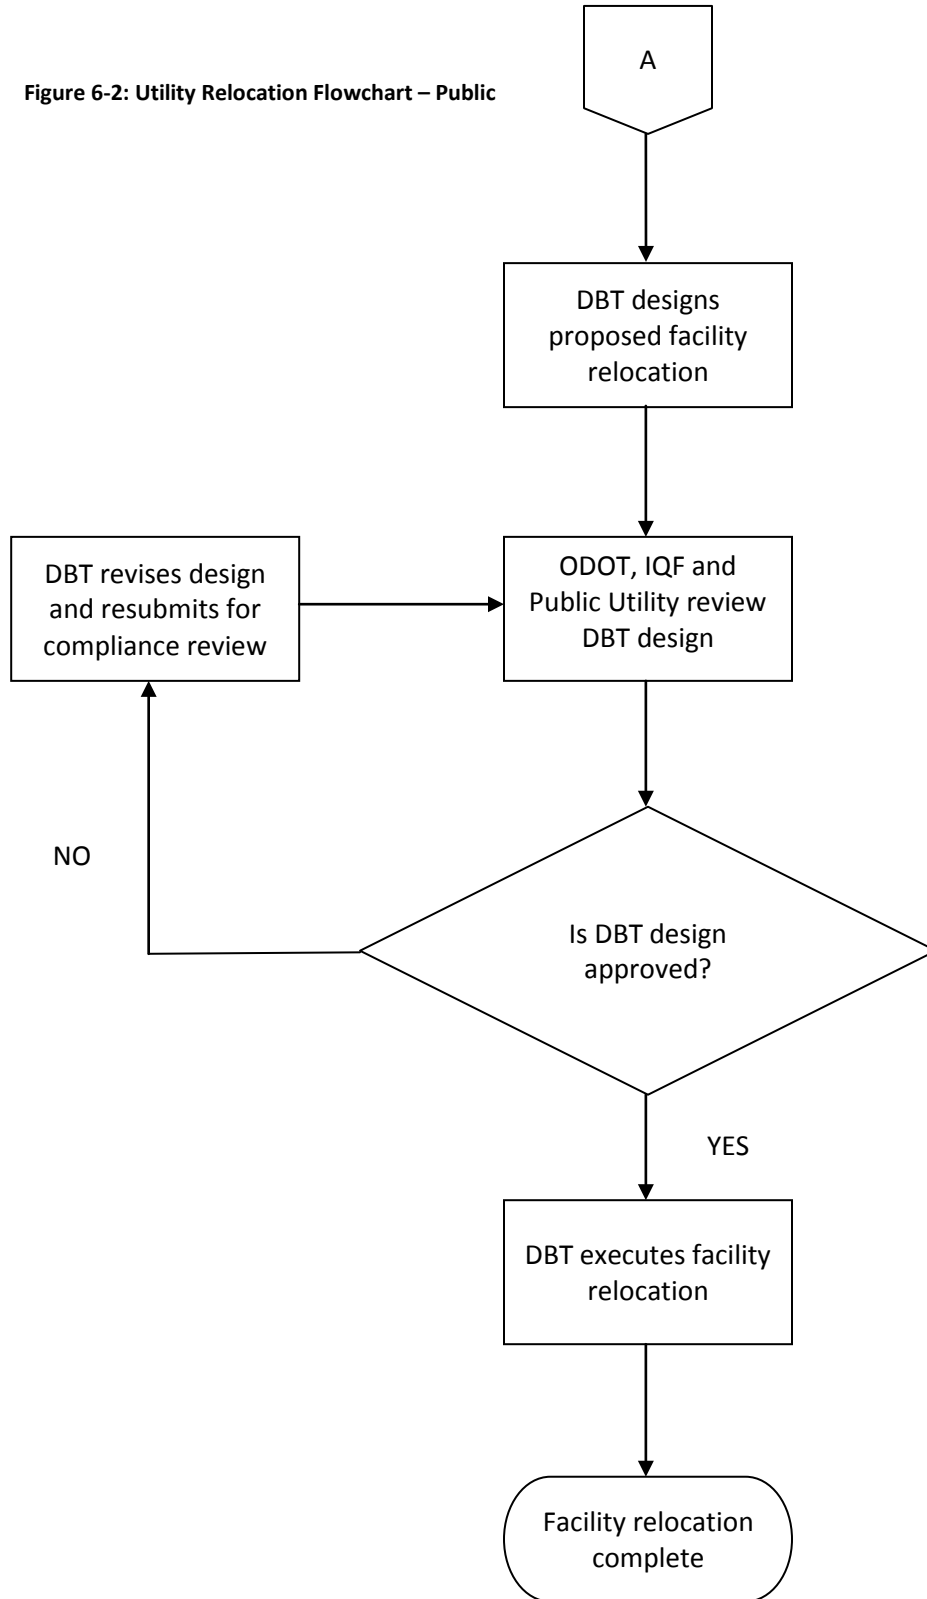 A
Figure 6-2: Utility Relocation Flowchart – Public
DBT designs
proposed facility
relocation
DBT revises design
and resubmits for
compliance review
ODOT, IQF and
Public Utility review
DBT design
NO
Is DBT design
approved?
YES
DBT executes facility
relocation
Facility relocation
complete